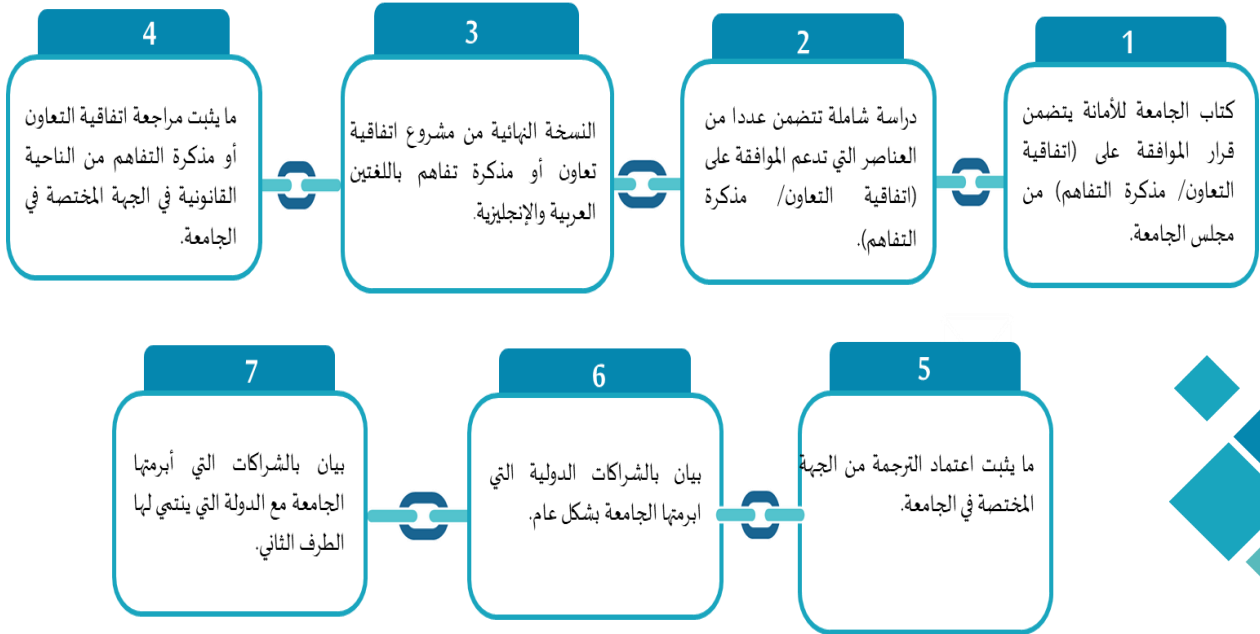 1
كتاب الجامعة للأمانة يتضمن
قرار الموافقة على (اتفاقية
التعاون/ مذكرة التفاهم) من
مجلس الجامعة.
2
دراسة شاملة تتضمن عددا من
العناصر التي تدعم الموافقة على
(اتفاقية التعاون/ مذكرة
التفاهم).
3
النسخة النهائية من مشروع اتفاقية
تعاون أو مذكرة تفاهم باللغتين
العربية والإنجليزية.
4
ما يثبت مراجعة اتفاقية التعاون
أو مذكرة التفاهم من الناحية
القانونية في الجهة المختصة في
الجامعة.
5
ما يثبت اعتماد الترجمة من الجهة
المختصة في الجامعة.
6
بيان بالشراكات الدولية التي
ابرمتها الجامعة بشكل عام.
7
بيان بالشراكات التي أبرمتها
الجامعة مع الدولة التي ينتمي لها
الطرف الثاني.